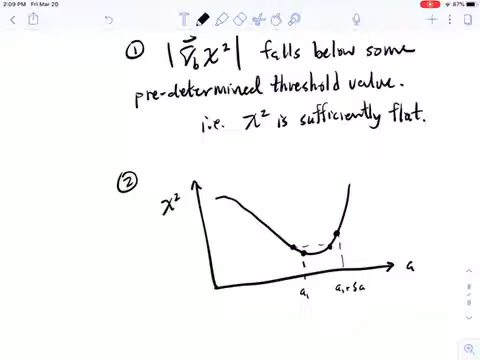 2:09 PM Fri Mar 20
87%
① |∇⃗_b χ²| falls below some
pre-determined threshold value.
i.e. χ² is sufficiently flat.
②
χ²
a
a₁
a₁+δa